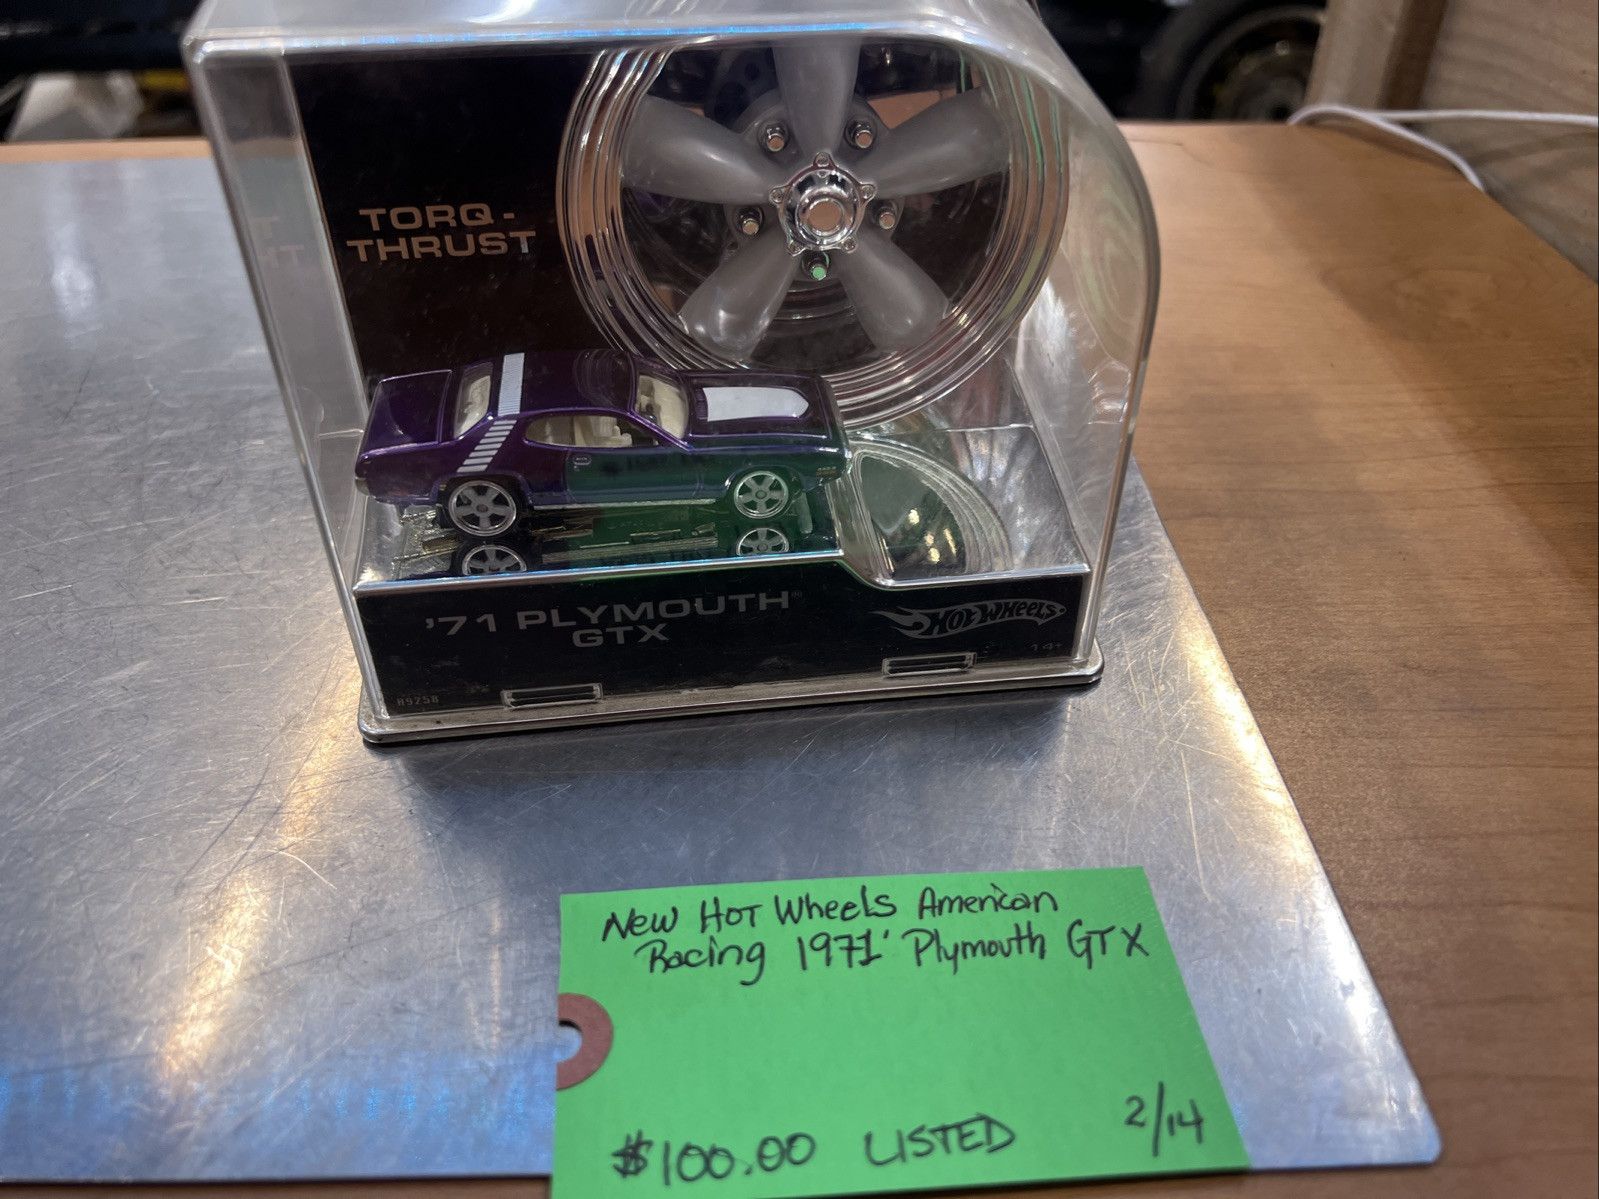 TORQ-
THRUST
'71 PLYMOUTH®
GTX
HOT WHEELS
14+
New Hot Wheels American
Racing 1971' Plymouth GTX
$100.00 LISTED 2/14